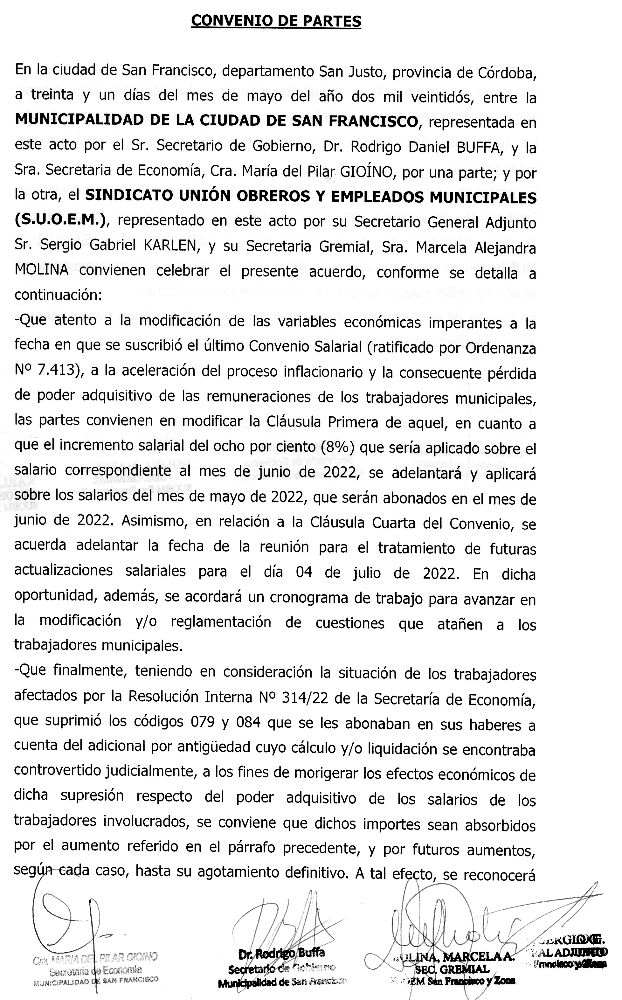 CONVENIO DE PARTES
En la ciudad de San Francisco, departamento San Justo, provincia de Córdoba,
a treinta y un días del mes de mayo del año dos mil veintidós, entre la
MUNICIPALIDAD DE LA CIUDAD DE SAN FRANCISCO, representada en
este acto por el Sr. Secretario de Gobierno, Dr. Rodrigo Daniel BUFFA, y la
Sra. Secretaria de Economía, Cra. María del Pilar GIOÍNO, por una parte; y por
la otra, el SINDICATO UNIÓN OBREROS Y EMPLEADOS MUNICIPALES
(S.U.O.E.M.), representado en este acto por su Secretario General Adjunto
Sr. Sergio Gabriel KARLEN, y su Secretaria Gremial, Sra. Marcela Alejandra
MOLINA convienen celebrar el presente acuerdo, conforme se detalla a
continuación:
-Que atento a la modificación de las variables económicas imperantes a la
fecha en que se suscribió el último Convenio Salarial (ratificado por Ordenanza
Nº 7.413), a la aceleración del proceso inflacionario y la consecuente pérdida
de poder adquisitivo de las remuneraciones de los trabajadores municipales,
las partes convienen en modificar la Cláusula Primera de aquel, en cuanto a
que el incremento salarial del ocho por ciento (8%) que sería aplicado sobre el
salario correspondiente al mes de junio de 2022, se adelantará y aplicará
sobre los salarios del mes de mayo de 2022, que serán abonados en el mes de
junio de 2022. Asimismo, en relación a la Cláusula Cuarta del Convenio, se
acuerda adelantar la fecha de la reunión para el tratamiento de futuras
actualizaciones salariales para el día 04 de julio de 2022. En dicha
oportunidad, además, se acordará un cronograma de trabajo para avanzar en
la modificación y/o reglamentación de cuestiones que atañen a los
trabajadores municipales.
-Que finalmente, teniendo en consideración la situación de los trabajadores
afectados por la Resolución Interna Nº 314/22 de la Secretaría de Economía,
que suprimió los códigos 079 y 084 que se les abonaban en sus haberes a
cuenta del adicional por antigüedad cuyo cálculo y/o liquidación se encontraba
controvertido judicialmente, a los fines de morigerar los efectos económicos de
dicha supresión respecto del poder adquisitivo de los salarios de los
trabajadores involucrados, se conviene que dichos importes sean absorbidos
por el aumento referido en el párrafo precedente, y por futuros aumentos,
según cada caso, hasta su agotamiento definitivo. A tal efecto, se reconocerá
Cra. MARIA DEL PILAR GIOINO
Secretaria de Economía
MUNICIPALIDAD DE SAN FRANCISCO
Dr. Rodrigo Buffa
Secretario de Gobierno
Municipalidad de San Francisco
MOLINA, MARCELA A.
SEC. GREMIAL
San Francisco y Zona
SERGIO G.
ADJUNTO
Francisco y Zona